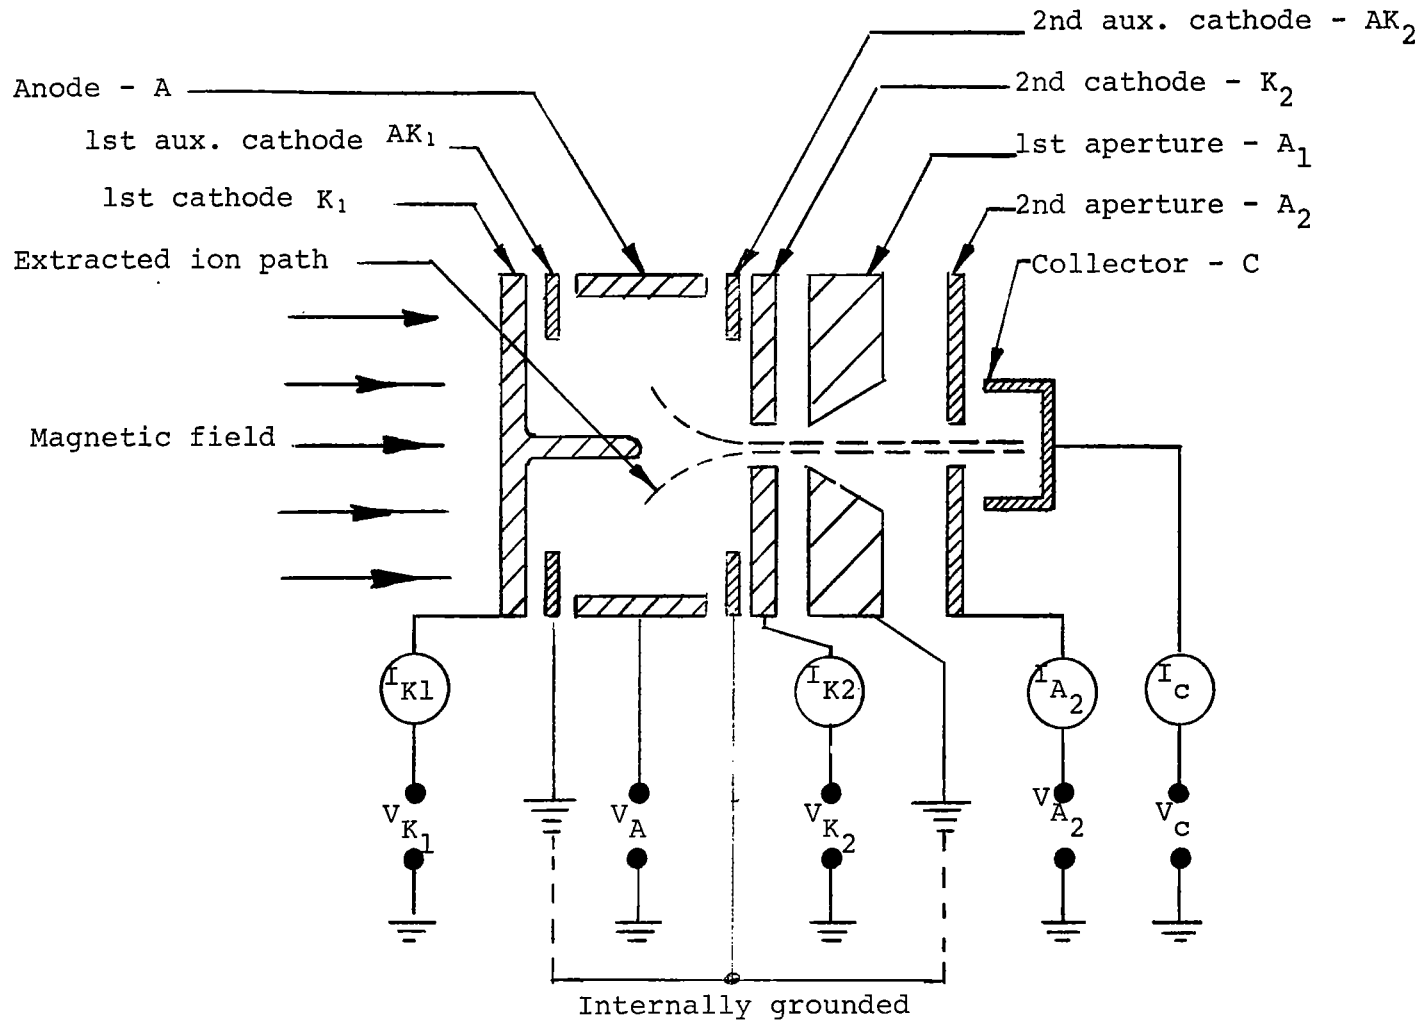 2nd aux. cathode - AK2
Anode - A
2nd cathode - K2
1st aux. cathode AK1
1st aperture - A1
1st cathode K1
2nd aperture - A2
Extracted ion path
Collector - C
Magnetic field
IK1
IK2
IA2
Ic
VK1
VA
VK2
VA2
Vc
Internally grounded